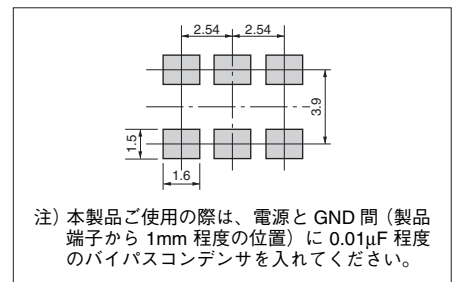 2.54 2.54
3.9
1.5
1.6
注）本製品ご使用の際は、電源と GND 間（製品
端子から 1mm 程度の位置）に 0.01μF 程度
のバイパスコンデンサを入れてください。